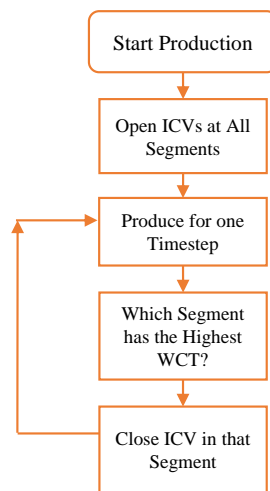 Start Production
Open ICVs at All
Segments
Produce for one
Timestep
Which Segment
has the Highest
WCT?
Close ICV in that
Segment